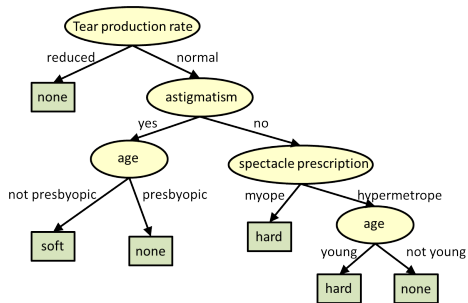 Tear production rate
reduced
normal
none
astigmatism
yes
no
age
spectacle prescription
not presbyopic
presbyopic
myope
hypermetrope
soft
none
hard
age
young
not young
hard
none